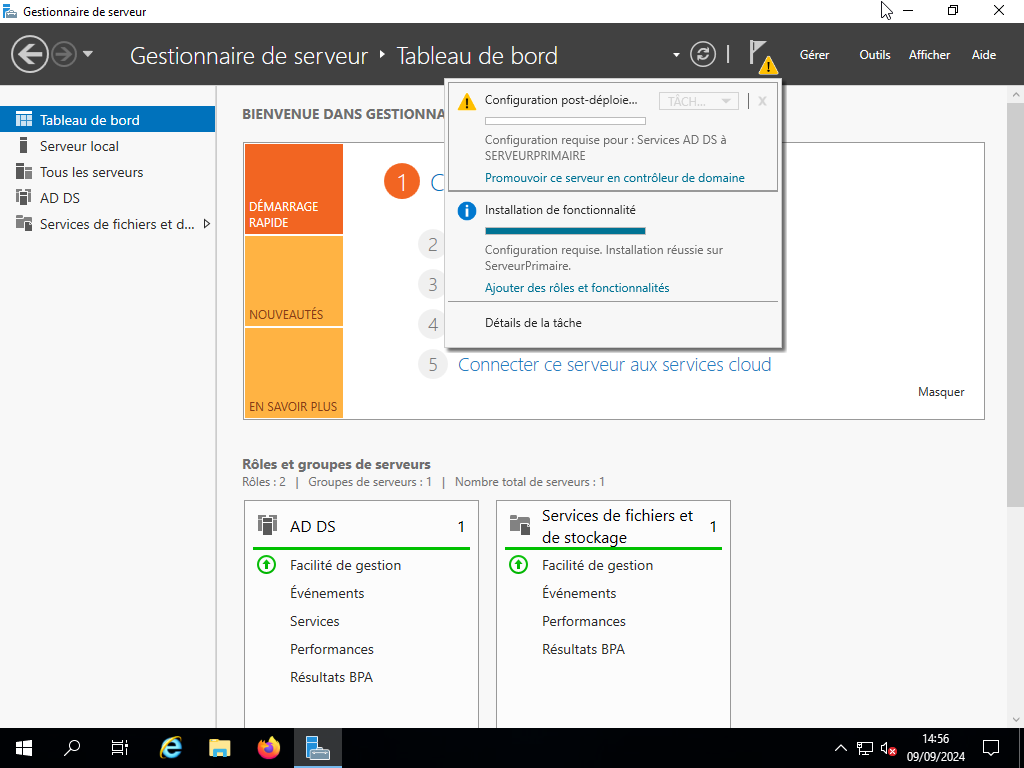 Gestionnaire de serveur
Gestionnaire de serveur • Tableau de bord
Gérer
Outils
Afficher
Aide
Tableau de bord
Serveur local
Tous les serveurs
AD DS
Services de fichiers et d...
BIENVENUE DANS GESTIONNA
DÉMARRAGE
RAPIDE
NOUVEAUTÉS
EN SAVOIR PLUS
1
2
3
4
5 Connecter ce serveur aux services cloud
Masquer
Configuration post-déploie...
TÂCH...
X
Configuration requise pour : Services AD DS à
SERVEURPRIMAIRE
Promouvoir ce serveur en contrôleur de domaine
Installation de fonctionnalité
Configuration requise. Installation réussie sur
ServeurPrimaire.
Ajouter des rôles et fonctionnalités
Détails de la tâche
Rôles et groupes de serveurs
Rôles : 2 | Groupes de serveurs : 1 | Nombre total de serveurs : 1
AD DS 1
Facilité de gestion
Événements
Services
Performances
Résultats BPA
Services de fichiers et
de stockage 1
Facilité de gestion
Événements
Performances
Résultats BPA
14:56
09/09/2024